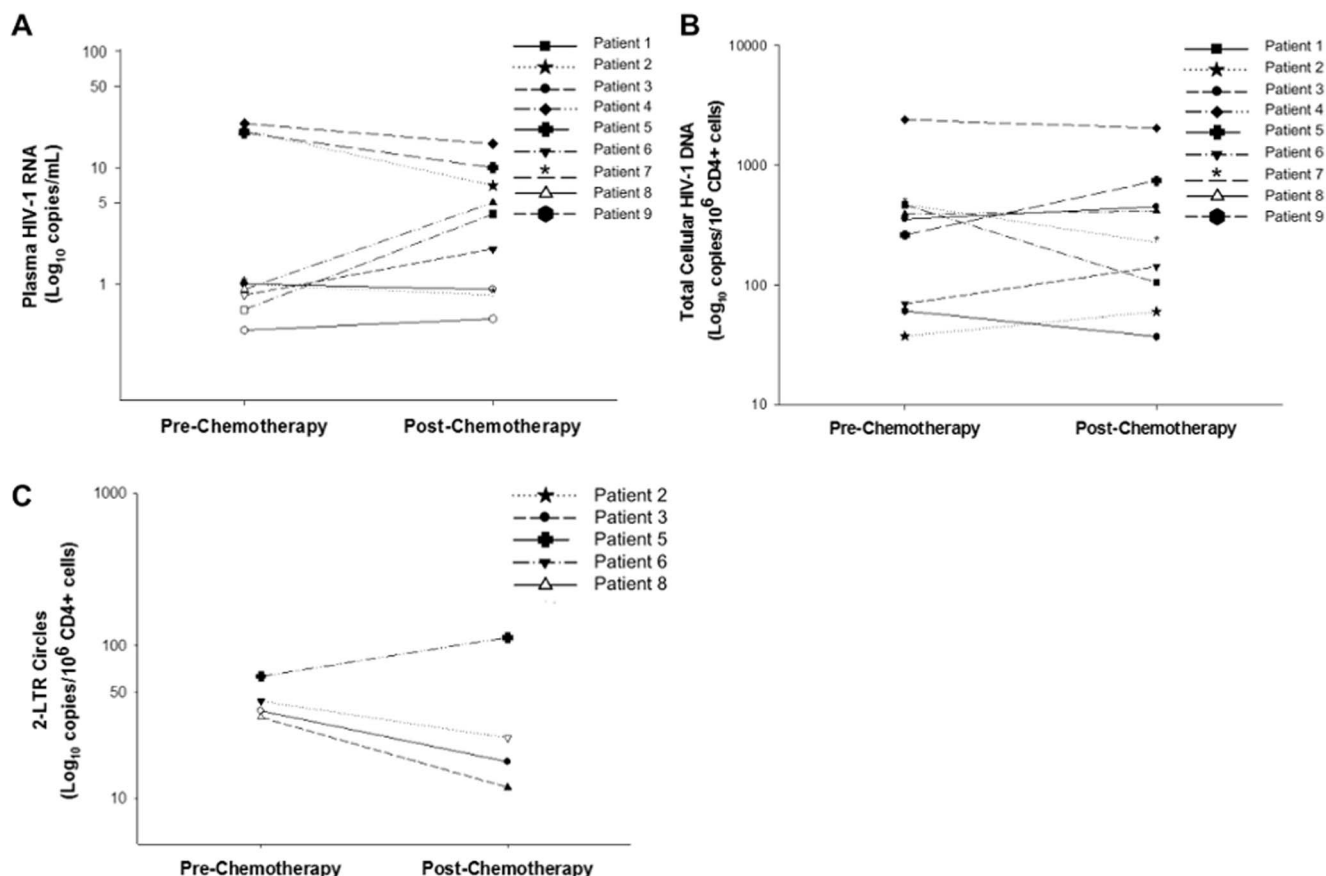 A
Plasma HIV-1 RNA
(Log10 copies/mL)
100
50
10
5
1
Pre-Chemotherapy
Post-Chemotherapy
Patient 1
Patient 2
Patient 3
Patient 4
Patient 5
Patient 6
Patient 7
Patient 8
Patient 9
B
Total Cellular HIV-1 DNA
(Log10 copies/10^6 CD4+ cells)
10000
1000
100
10
Pre-Chemotherapy
Post-Chemotherapy
Patient 1
Patient 2
Patient 3
Patient 4
Patient 5
Patient 6
Patient 7
Patient 8
Patient 9
C
2-LTR Circles
(Log10 copies/10^6 CD4+ cells)
1000
100
50
10
Pre-Chemotherapy
Post-Chemotherapy
Patient 2
Patient 3
Patient 5
Patient 6
Patient 8